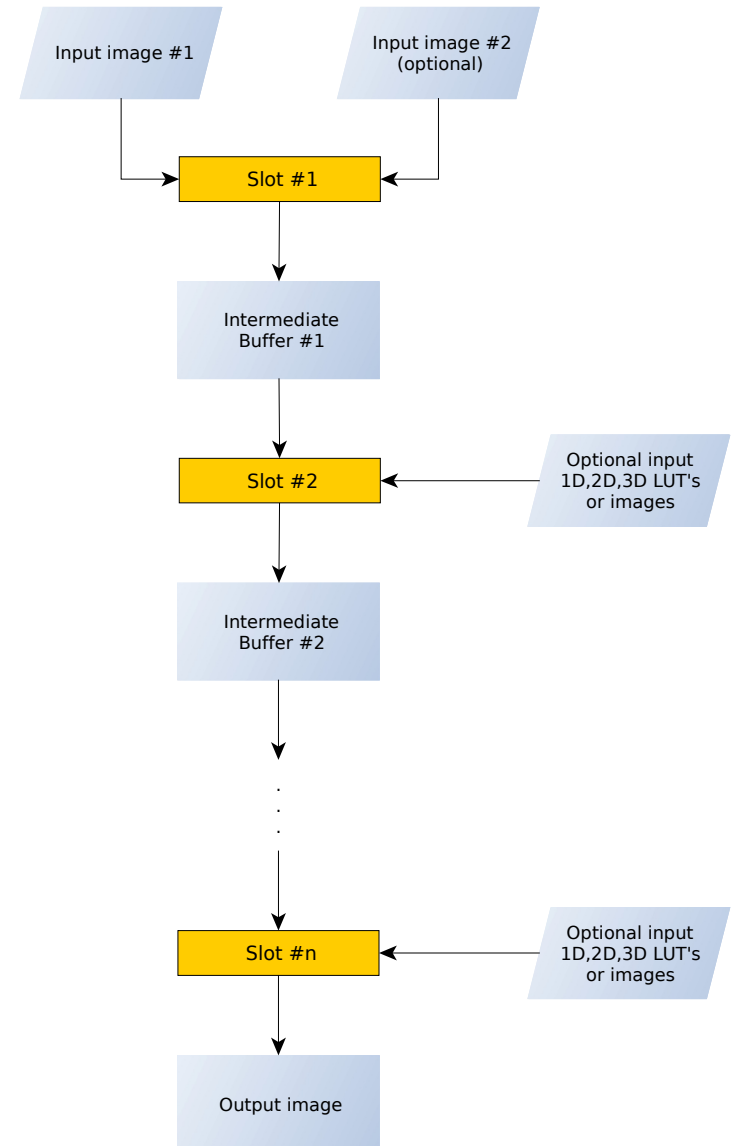 Input image #1
Input image #2
(optional)
Slot #1
Intermediate
Buffer #1
Slot #2
Optional input
1D,2D,3D LUT's
or images
Intermediate
Buffer #2
.
.
.
Slot #n
Optional input
1D,2D,3D LUT's
or images
Output image